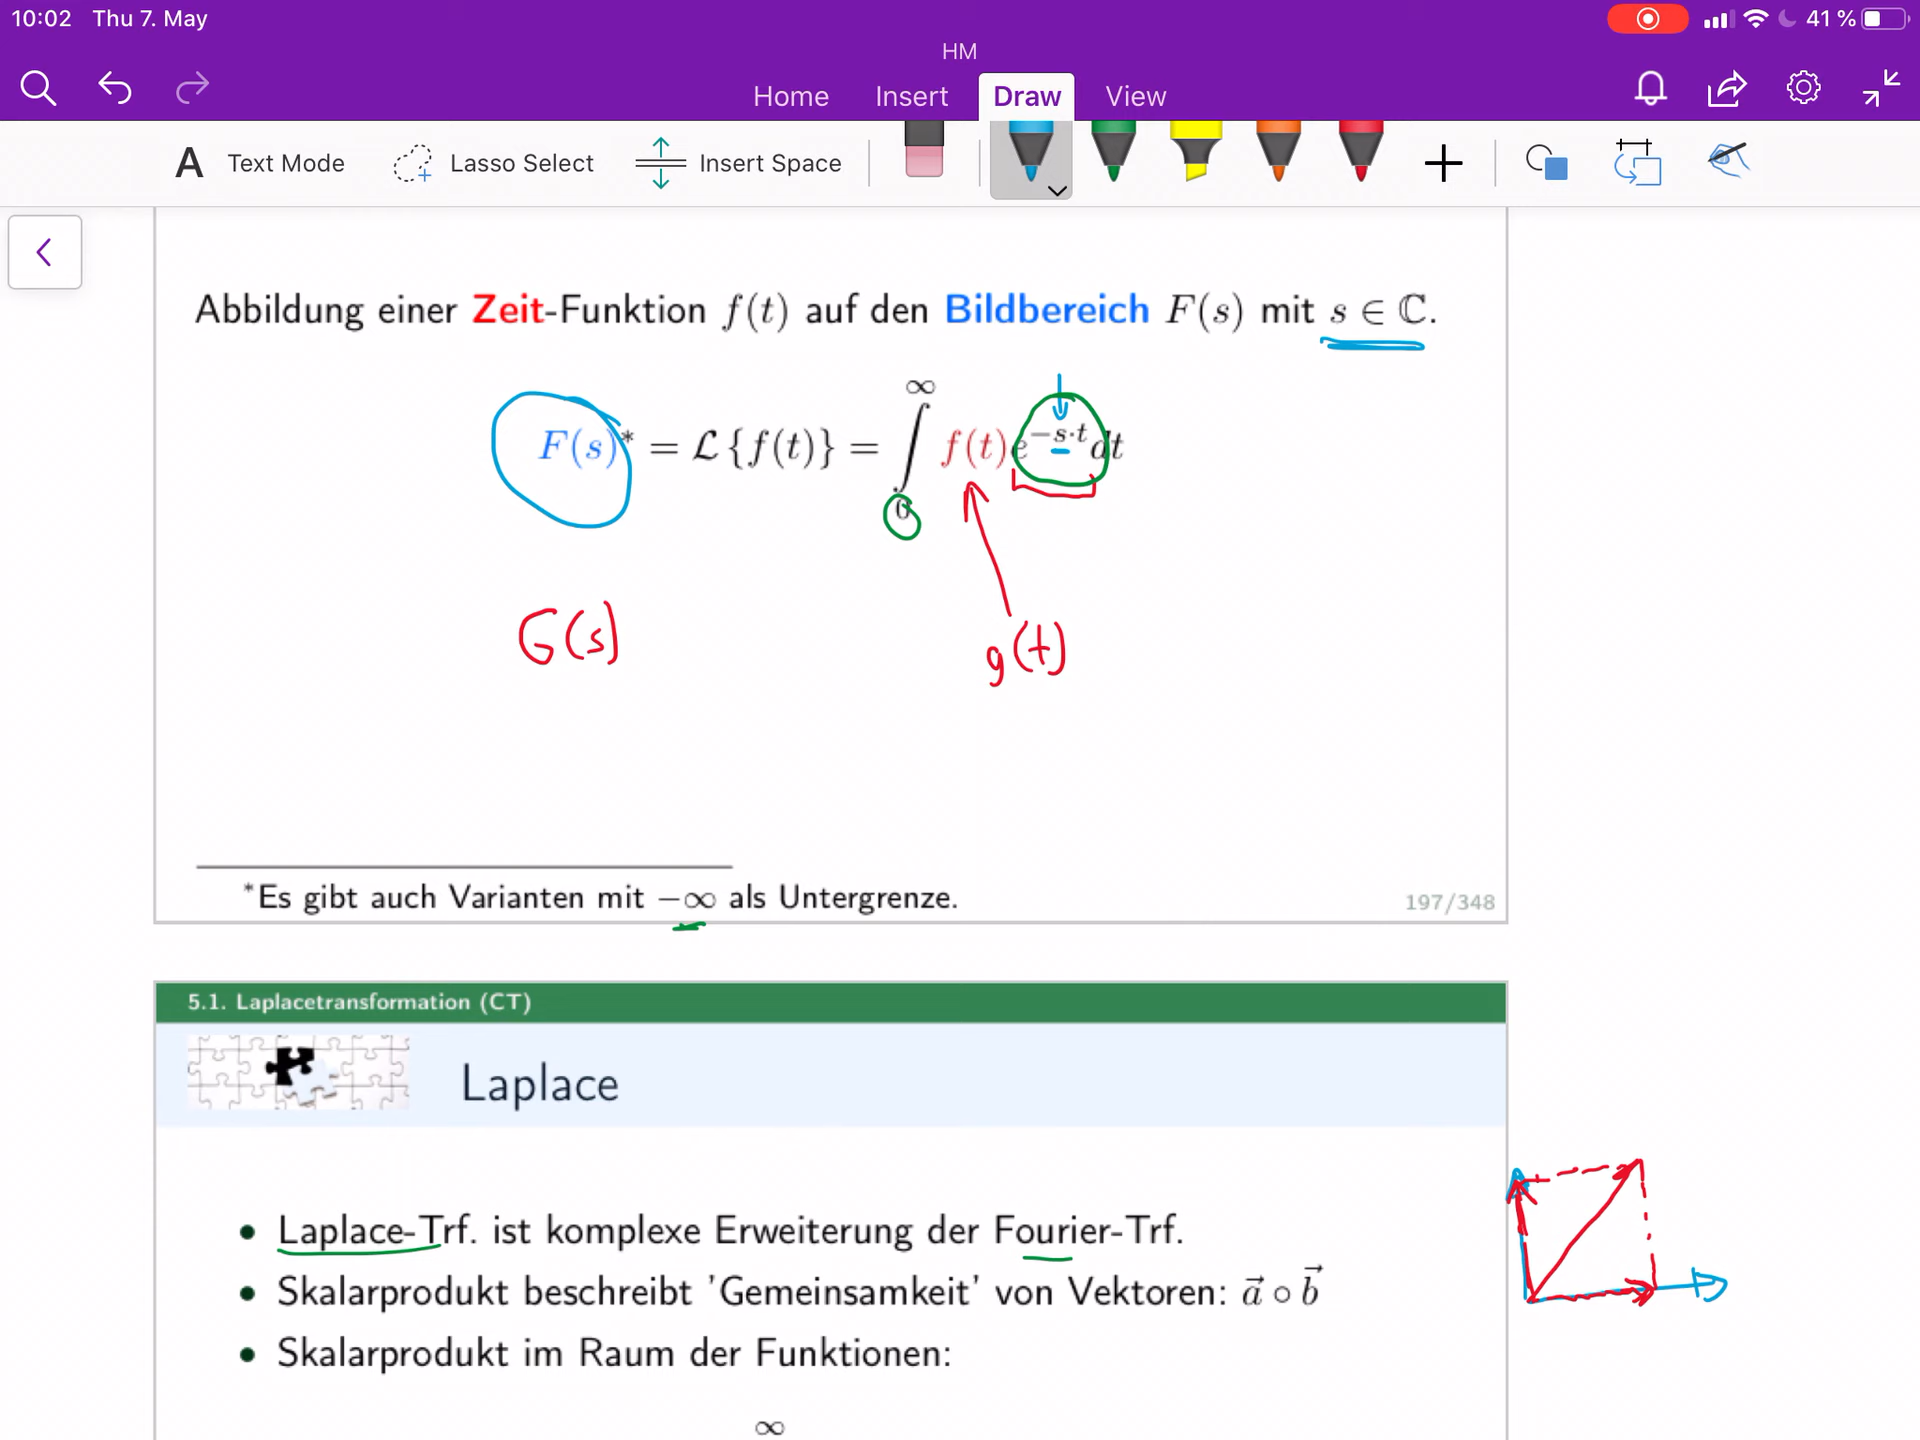 10:02 Thu 7. May 41 %
HM
Home Insert Draw View
A Text Mode Lasso Select Insert Space
Abbildung einer Zeit-Funktion f(t) auf den Bildbereich F(s) mit s ∈ ℂ.
F(s)* = ℒ{f(t)} = ∫₀^∞ f(t)e^{−s·t}dt
G(s) g(t)
*Es gibt auch Varianten mit −∞ als Untergrenze.
197/348
5.1. Laplacetransformation (CT)
Laplace
• Laplace-Trf. ist komplexe Erweiterung der Fourier-Trf.
• Skalarprodukt beschreibt 'Gemeinsamkeit' von Vektoren: a⃗ ∘ b⃗
• Skalarprodukt im Raum der Funktionen:
∞